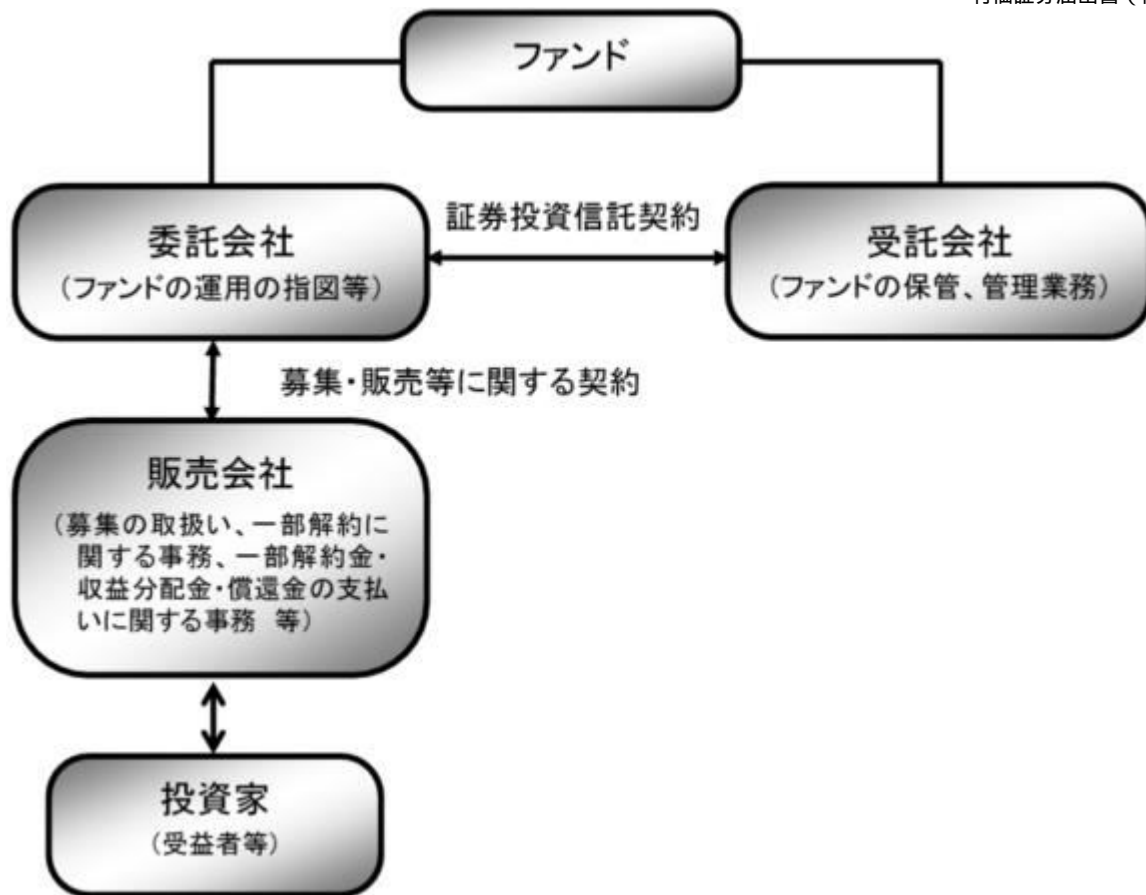 ファンド
証券投資信託契約
委託会社
(ファンドの運用の指図等)
受託会社
(ファンドの保管、管理業務)
募集・販売等に関する契約
販売会社
(募集の取扱い、一部解約に
関する事務、一部解約金・
収益分配金・償還金の支払
いに関する事務 等)
投資家
(受益者等)